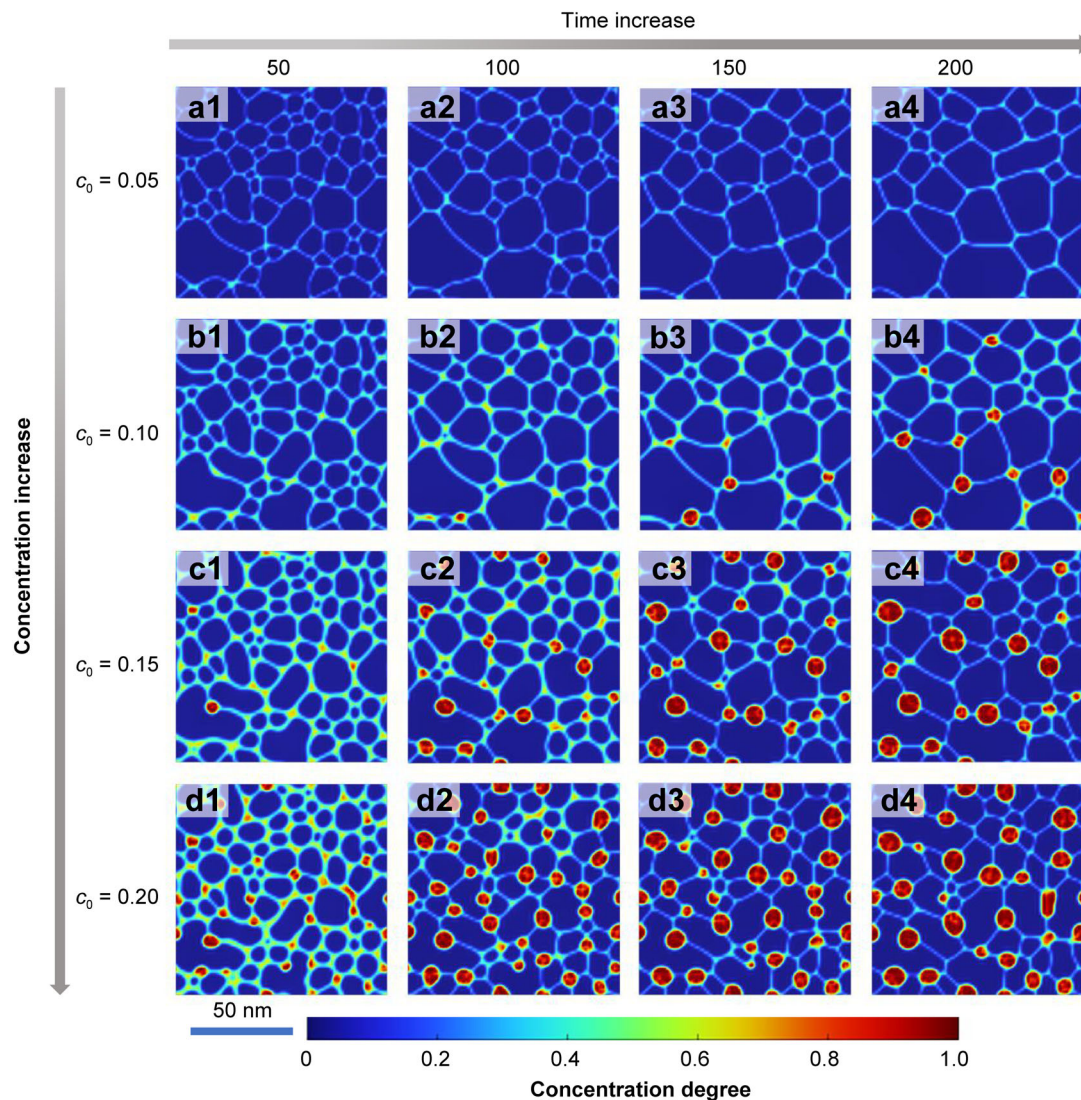 Time increase
50 100 150 200
a1 a2 a3 a4
c₀ = 0.05
b1 b2 b3 b4
c₀ = 0.10
c1 c2 c3 c4
c₀ = 0.15
d1 d2 d3 d4
c₀ = 0.20
Concentration increase
50 nm
0 0.2 0.4 0.6 0.8 1.0
Concentration degree